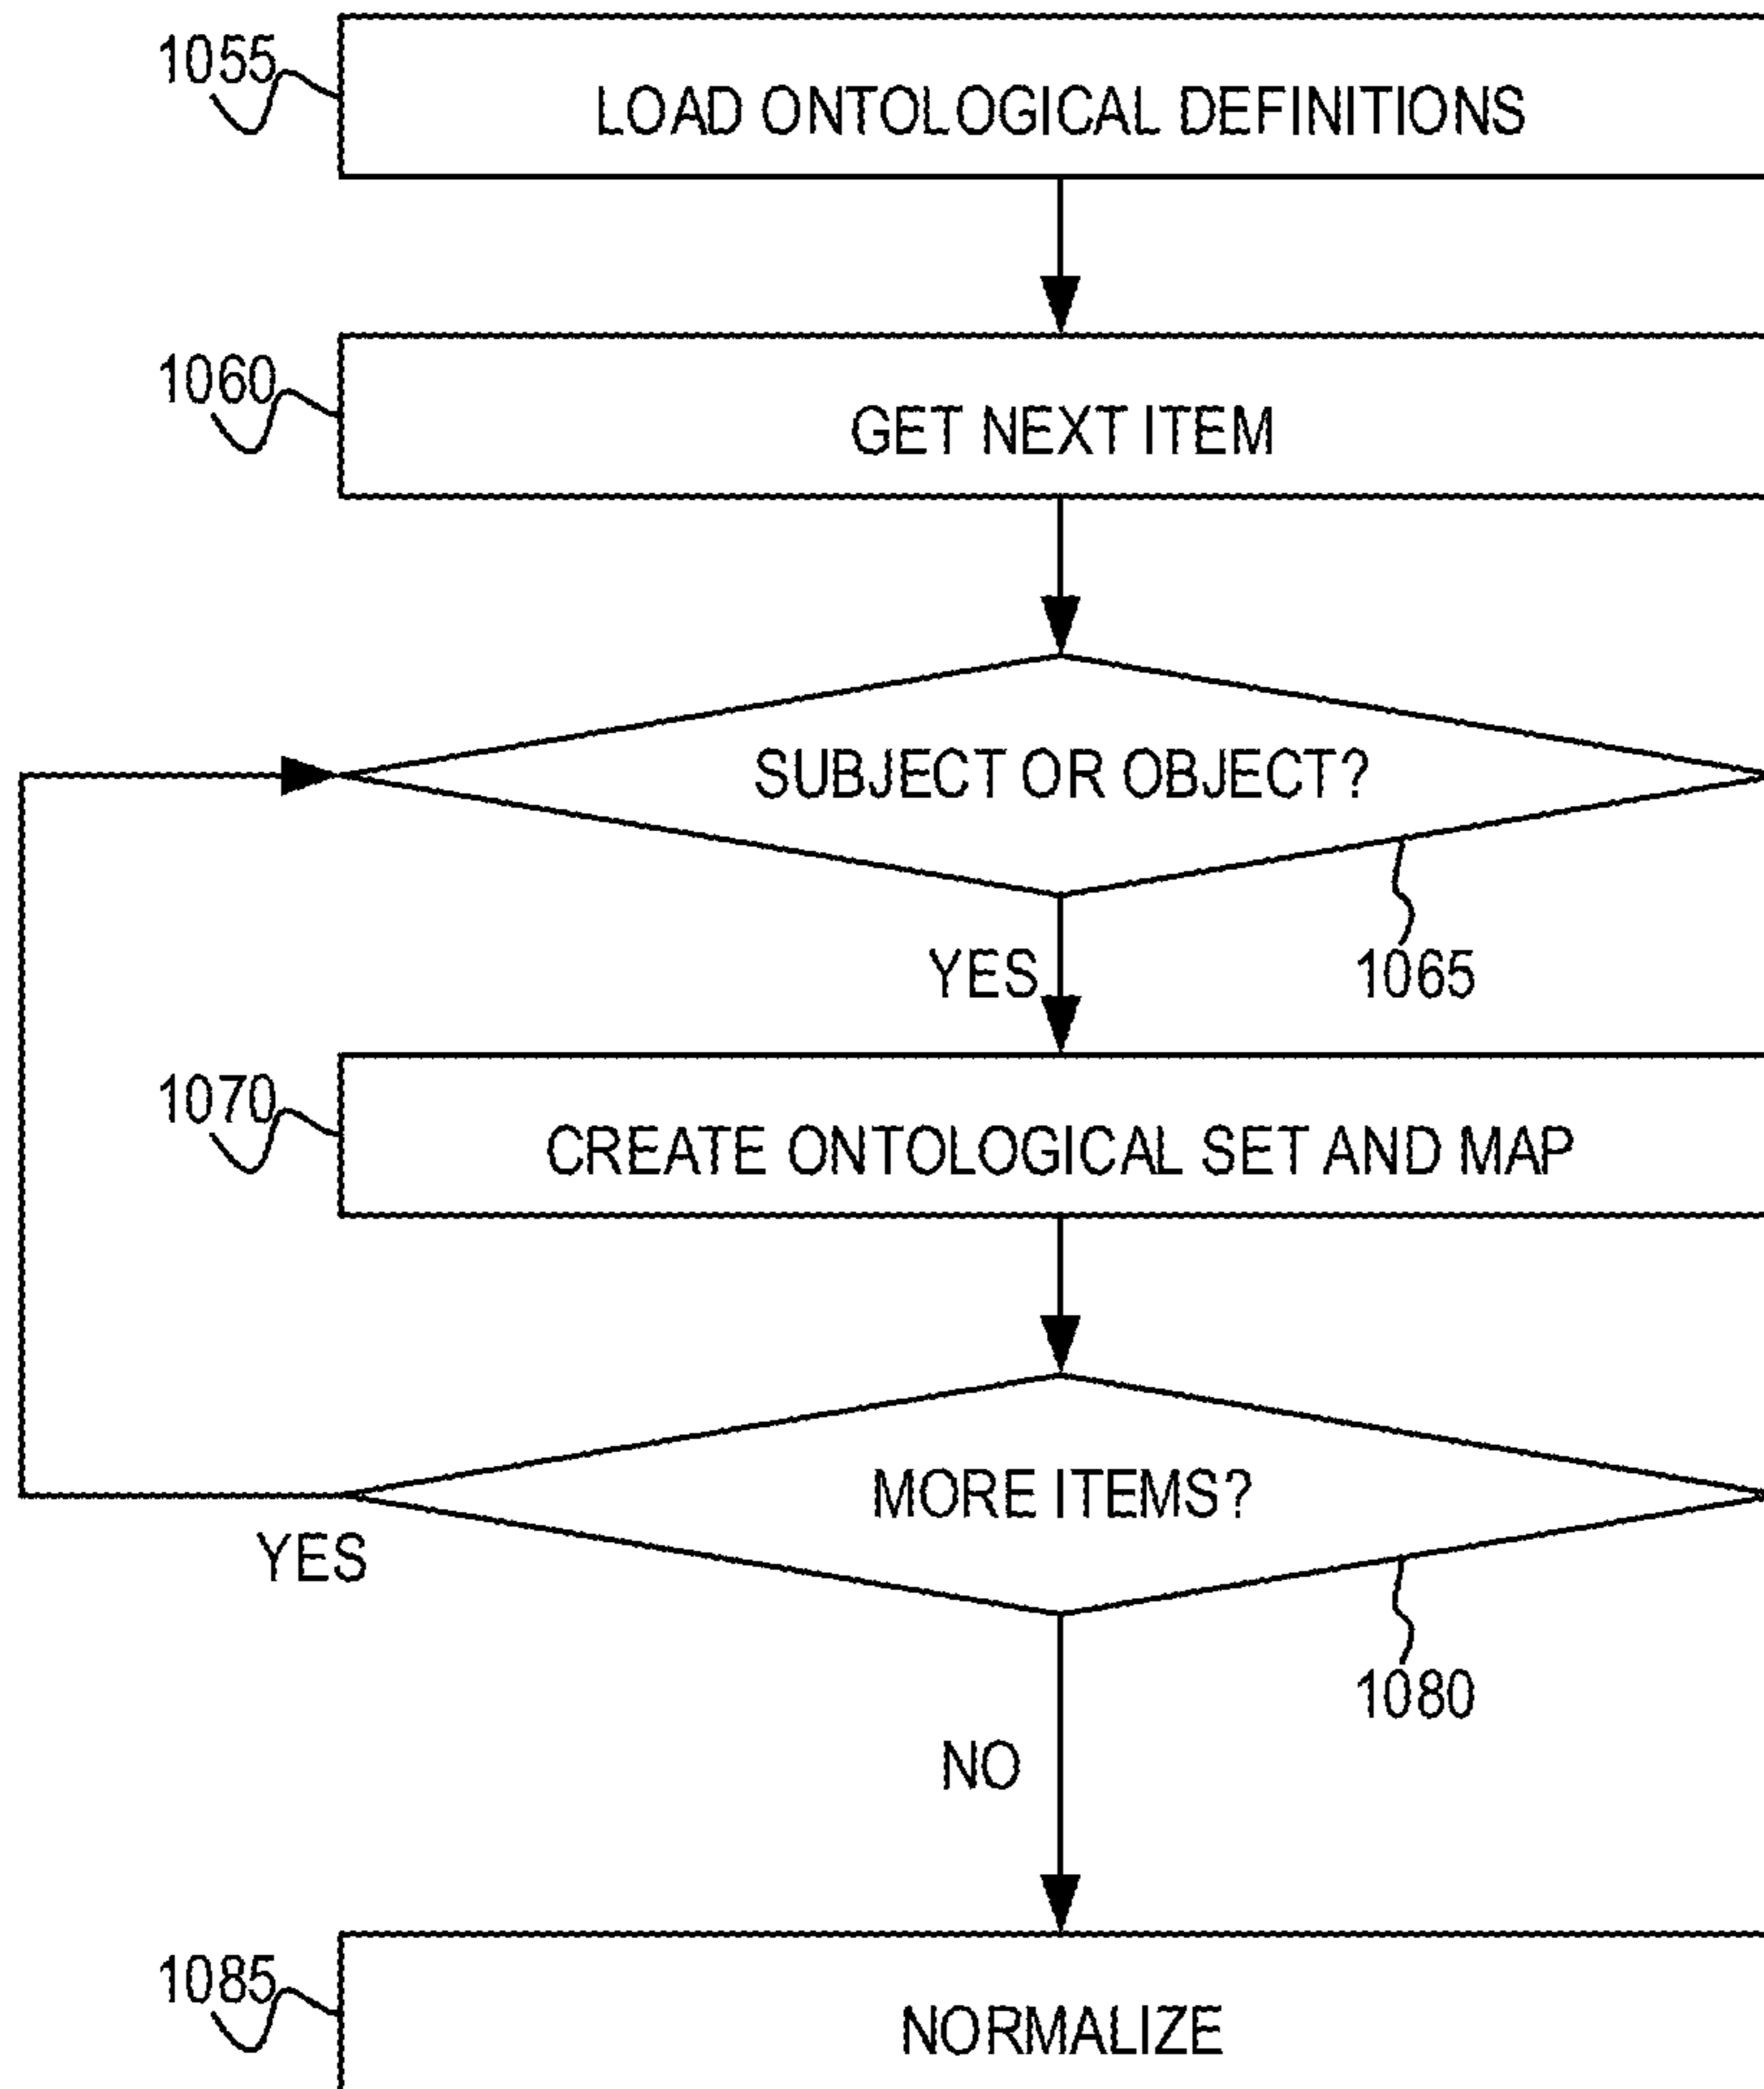 1055
LOAD ONTOLOGICAL DEFINITIONS
1060
GET NEXT ITEM
SUBJECT OR OBJECT?
YES
1065
1070
CREATE ONTOLOGICAL SET AND MAP
MORE ITEMS?
YES
1080
NO
1085
NORMALIZE